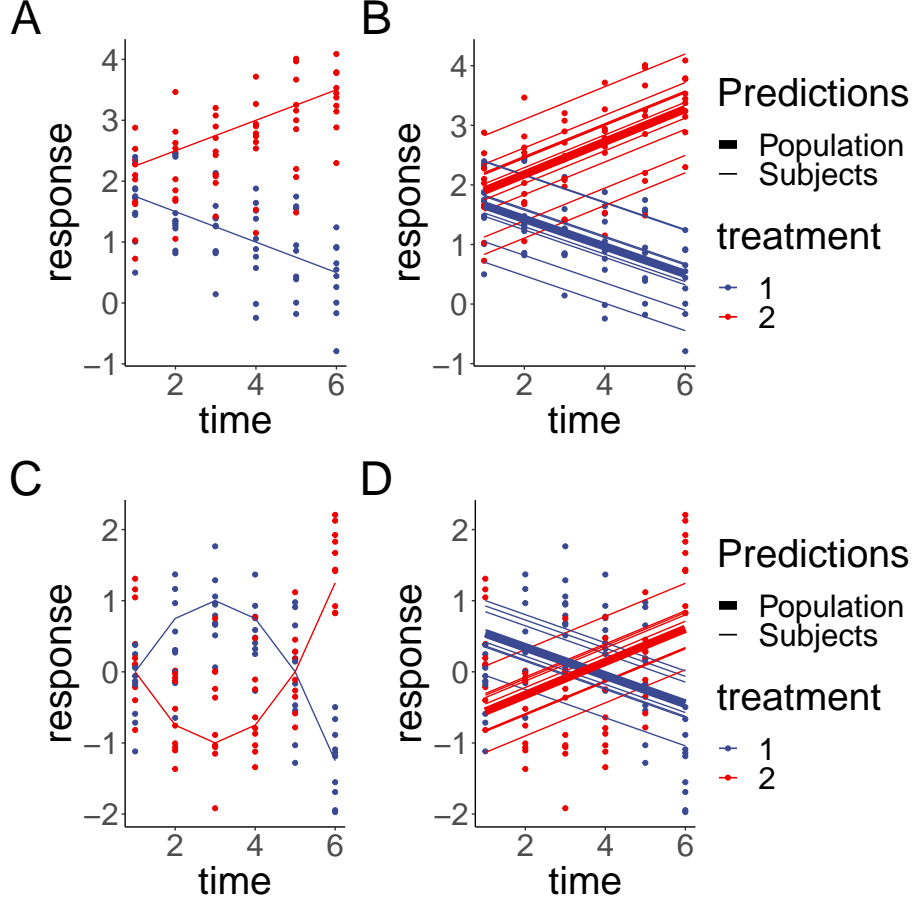 A
4
3
2
1
0
−1
2
4
6
response
time
B
4
3
2
1
0
−1
2
4
6
response
time
Predictions
Population
Subjects
treatment
1
2
C
2
1
0
−1
−2
2
4
6
response
time
D
2
1
0
−1
−2
2
4
6
response
time
Predictions
Population
Subjects
treatment
1
2